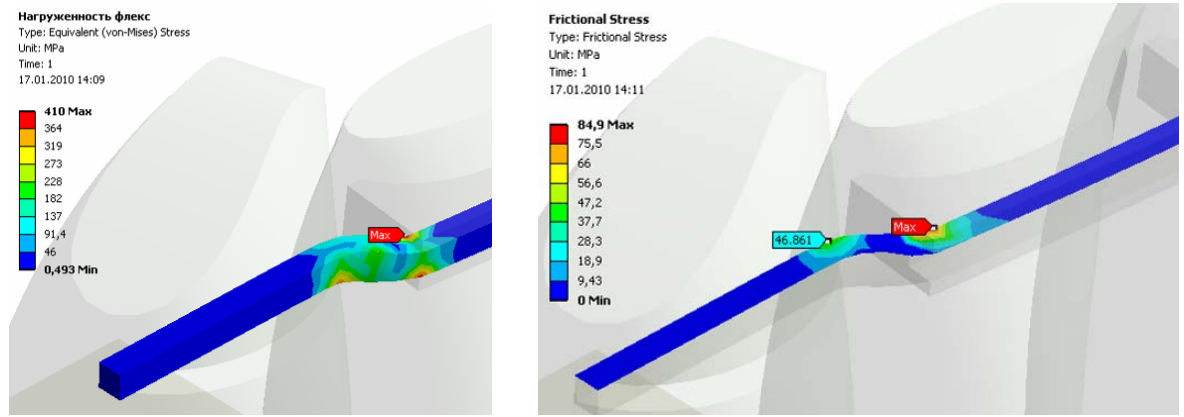 Нагруженность флекс
Type: Equivalent (von-Mises) Stress
Unit: MPa
Time: 1
17.01.2010 14:09
410 Max
364
319
273
228
182
137
91,4
46
0,493 Min
Max
Frictional Stress
Type: Frictional Stress
Unit: MPa
Time: 1
17.01.2010 14:11
84,9 Max
75,5
66
56,6
47,2
37,7
28,3
18,9
9,43
0 Min
46.861
Max